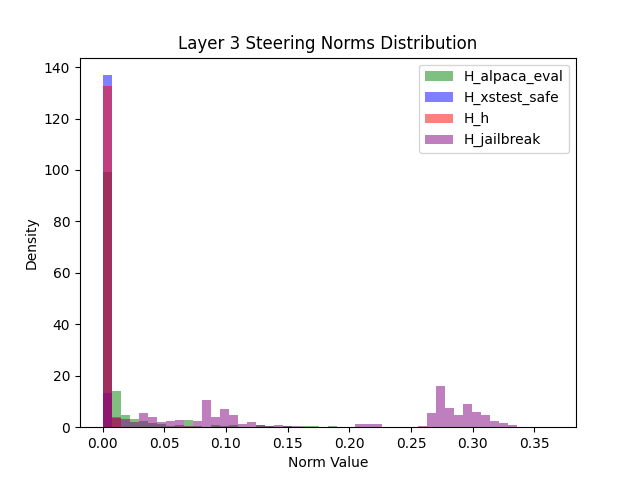 Layer 3 Steering Norms Distribution
H_alpaca_eval
H_xstest_safe
H_h
H_jailbreak
Density
140
120
100
80
60
40
20
0
0.00 0.05 0.10 0.15 0.20 0.25 0.30 0.35
Norm Value